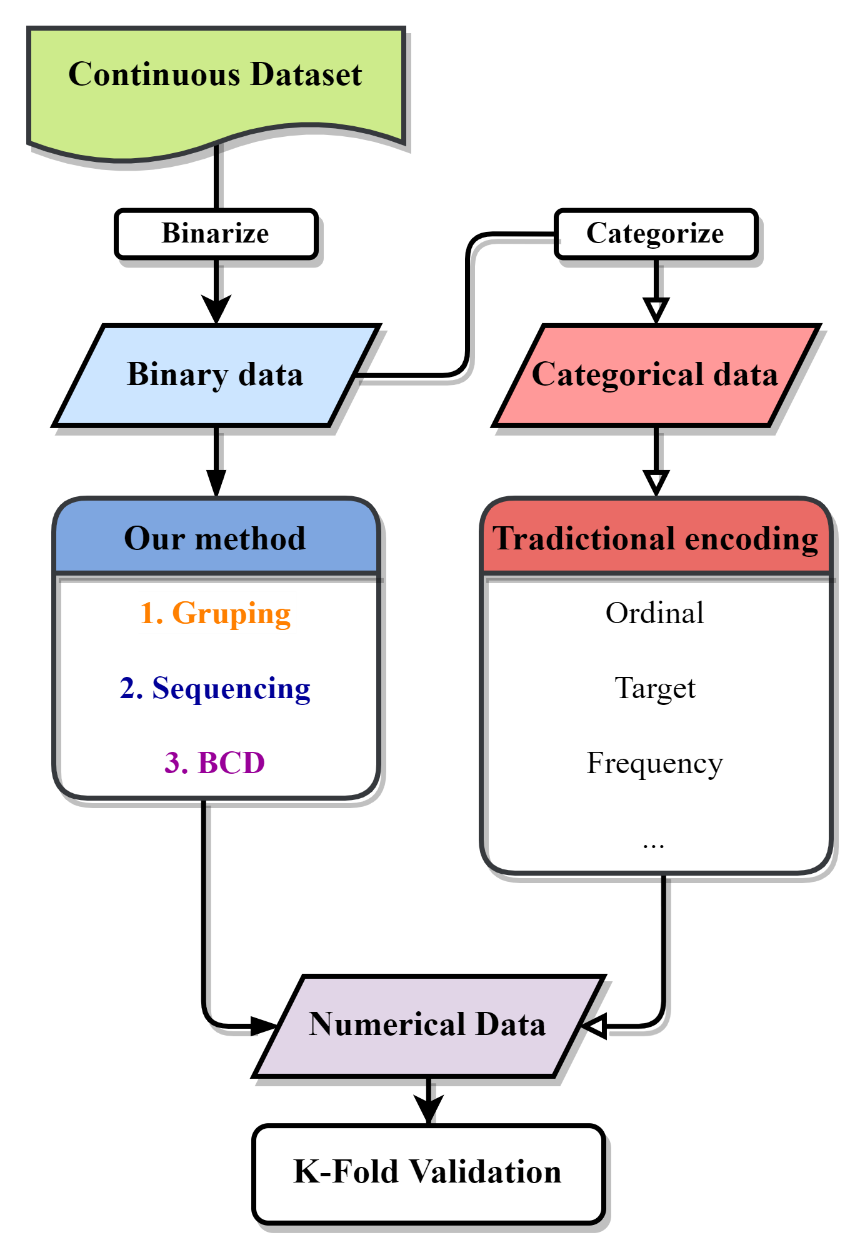 Continuous Dataset
Binarize
Categorize
Binary data
Categorical data
Our method
1. Gruping
2. Sequencing
3. BCD
Tradictional encoding
Ordinal
Target
Frequency
...
Numerical Data
K-Fold Validation